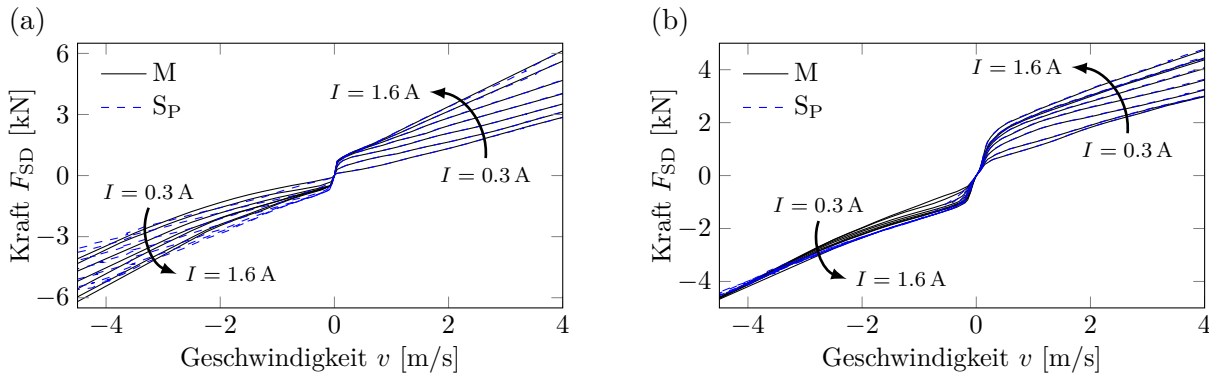 (a)
6
3
0
−3
−6
Kraft F_SD [kN]
M
S_P
I = 1.6 A
I = 0.3 A
I = 0.3 A
I = 1.6 A
−4 −2 0 2 4
Geschwindigkeit v [m/s]
(b)
4
2
0
−2
−4
Kraft F_SD [kN]
M
S_P
I = 1.6 A
I = 0.3 A
I = 0.3 A
I = 1.6 A
−4 −2 0 2 4
Geschwindigkeit v [m/s]